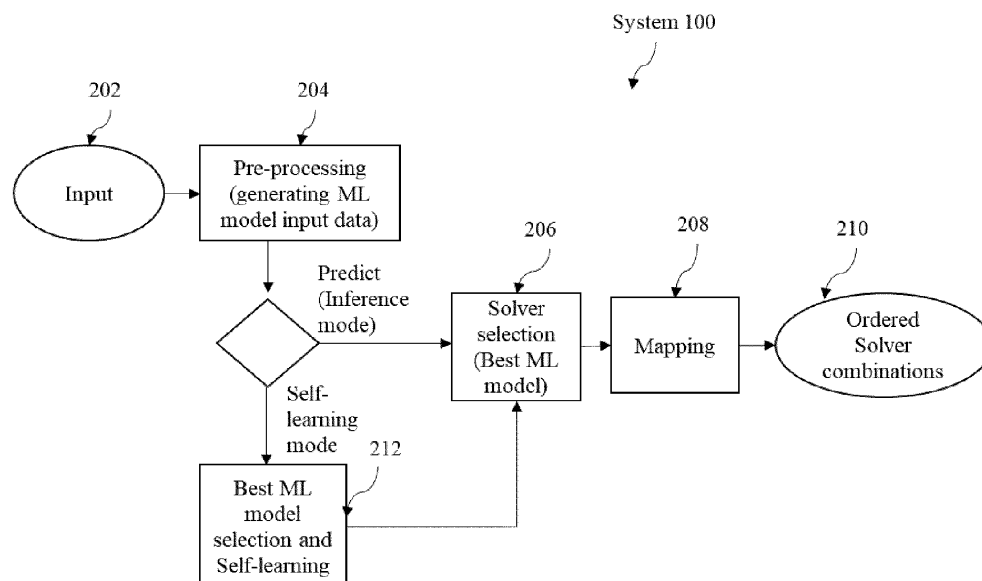 System 100
202
204
Input
Pre-processing
(generating ML
model input data)
206
208
210
Predict
(Inference
mode)
Solver
selection
(Best ML
model)
Mapping
Ordered
Solver
combinations
Self-
learning
mode
212
Best ML
model
selection and
Self-learning